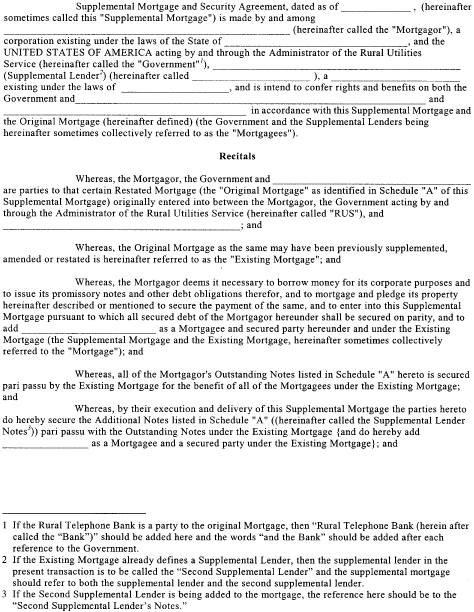 Supplemental Mortgage and Security Agreement, dated as of ____________ , (hereinafter
sometimes called this "Supplemental Mortgage") is made by and among
______________________________________________ (hereinafter called the "Mortgagor"), a
corporation existing under the laws of the State of ______________________________, and the
UNITED STATES OF AMERICA acting by and through the Administrator of the Rural Utilities
Service (hereinafter called the "Government"1), ________________________________________
(Supplemental Lender2) (hereinafter called ____________________ ), a ____________________
existing under the laws of __________________, and is intend to confer rights and benefits on both the
Government and_________________________________________________________ and
_______________________________________ in accordance with this Supplemental Mortgage and
the Original Mortgage (hereinafter defined) (the Government and the Supplemental Lenders being
hereinafter sometimes collectively referred to as the "Mortgagees").
Recitals
Whereas, the Mortgagor, the Government and ______________________________
are parties to that certain Restated Mortgage (the "Original Mortgage" as identified in Schedule "A" of this
Supplemental Mortgage) originally entered into between the Mortgagor, the Government acting by and
through the Administrator of the Rural Utilities Service (hereinafter called "RUS"), and
______________________________________; and
Whereas, the Original Mortgage as the same may have been previously supplemented,
amended or restated is hereinafter referred to as the "Existing Mortgage"; and
Whereas, the Mortgagor deems it necessary to borrow money for its corporate purposes and
to issue its promissory notes and other debt obligations therefor, and to mortgage and pledge its property
hereinafter described or mentioned to secure the payment of the same, and to enter into this Supplemental
Mortgage pursuant to which all secured debt of the Mortgagor hereunder shall be secured on parity, and to
add ______________________ as a Mortgagee and secured party hereunder and under the Existing
Mortgage (the Supplemental Mortgage and the Existing Mortgage, hereinafter sometimes collectively
referred to the "Mortgage"); and
Whereas, all of the Mortgagor's Outstanding Notes listed in Schedule "A" hereto is secured
pari passu by the Existing Mortgage for the benefit of all of the Mortgagees under the Existing Mortgage;
and
Whereas, by their execution and delivery of this Supplemental Mortgage the parties hereto
do hereby secure the Additional Notes listed in Schedule "A" ((hereinafter called the Supplemental Lender
Notes3)) pari passu with the Outstanding Notes under the Existing Mortgage {and do hereby add
__________________ as a Mortgagee and a secured party under the Existing Mortgage}; and
1 If the Rural Telephone Bank is a party to the original Mortgage, then “Rural Telephone Bank (herein after
called the “Bank”)” should be added here and the words “and the Bank” should be added after each
reference to the Government.
2 If the Existing Mortgage already defines a Supplemental Lender, then the supplemental lender in the
present transaction is to be called the “Second Supplemental Lender” and the supplemental mortgage
should refer to both the supplemental lender and the second supplemental lender.
3 If the Second Supplemental Lender is being added to the mortgage, the reference here should be to the
“Second Supplemental Lender’s Notes.”